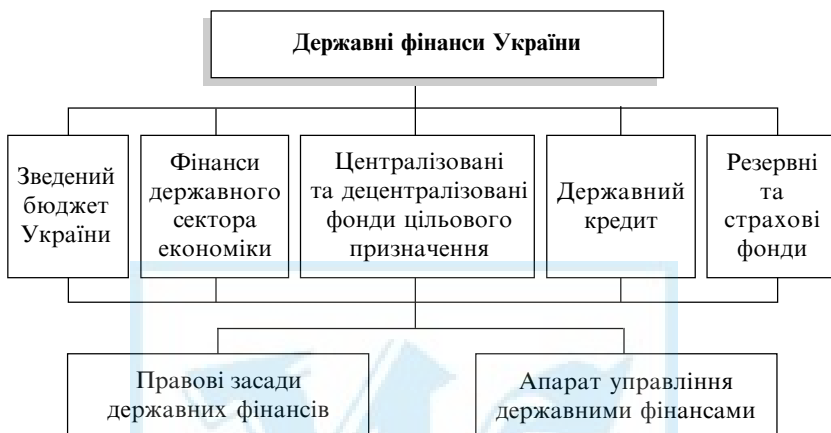 Державні фінанси України
Зведений
бюджет
України
Фінанси
державного
сектора
економіки
Централізовані
та децентралізовані
фонди цільового
призначення
Державний
кредит
Резервні
та
страхові
фонди
Правові засади
державних фінансів
Апарат управління
державними фінансами